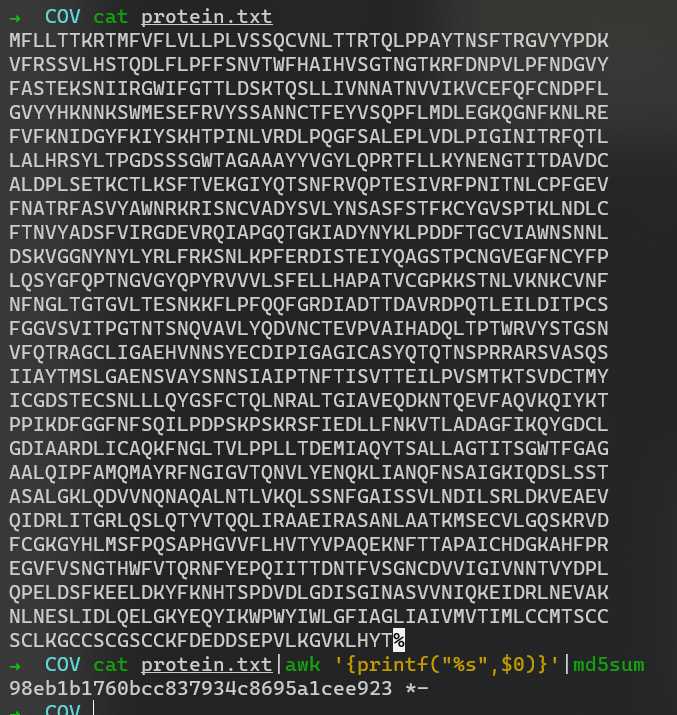 → COV cat protein.txt
MFLLTTKRTMFVFLVLLPLVSSQCVNLTTRTQLPPAYTNSFTRGVYYPDK
VFRSSVLHSTQDLFLPFFSNVTWFHAIHVSGTNGTKRFDNPVLPFNDGVY
FASTEKSNIIRGWIFGTTLDSKTQSLLIVNNATNVVIKVCEFQFCNDPFL
GVYYHKNNKSWMESEFRVYSSANNCTFEYVSQPFLMDLEGKQGNFKNLRE
FVFKNIDGYFKIYSKHTPINLVRDLPQGFSALEPLVDLPIGINITRFQTL
LALHRSYLTPGDSSSGWTAGAAAYYVGYLQPRTFLLKYNENGTITDAVDC
ALDPLSETKCTLKSFTVEKGIYQTSNFRVQPTESIVRFPNITNLCPFGEV
FNATRFASVYAWNRKRISNCVADYSVLYNSASFSTFKCYGVSPTKLNDLC
FTNVYADSFVIRGDEVRQIAPGQTGKIADYNYKLPDDFTGCVIAWNSNNL
DSKVGGNYNYLYRLFRKSNLKPFERDISTEIYQAGSTPCNGVEGFNCYFP
LQSYGFQPTNGVGYQPYRVVVLSFELLHAPATVCGPKKSTNLVKNKCVNF
NFNGLTGTGVLTESNKKFLPFQQFGRDIADTTDAVRDPQTLEILDITPCS
FGGVSVITPGTNTSNQVAVLYQDVNCTEVPVAIHADQLTPTWRVYSTGSN
VFQTRAGCLIGAEHVNNSYECDIPIGAGICASYQTQTNSPRRARSVASQS
IIAYTMSLGAENSVAYSNNSIAIPTNFTISVTTEILPVSMTKTSVDCTMY
ICGDSTECSNLLLQYGSFCTQLNRALTGIAVEQDKNTQEVFAQVKQIYKT
PPIKDFGGFNFSQILPDPSKPSKRSFIEDLLFNKVTLADAGFIKQYGDCL
GDIAARDLICAQKFNGLTVLPPLLTDEMIAQYTSALLAGTITSGWTFGAG
AALQIPFAMQMAYRFNGIGVTQNVLYENQKLIANQFNSAIGKIQDSLSST
ASALGKLQDVVNQNAQALNTLVKQLSSNFGAISSVLNDILSRLDKVEAEV
QIDRLITGRLQSLQTYVTQQLIRAAEIRASANLAATKMSECVLGQSKRVD
FCGKGYHLMSFPQSAPHGVVFLHVTYVPAQEKNFTTAPAICHDGKAHFPR
EGVFVSNGTHWFVTQRNFYEPQIITTDNTFVSGNCDVVIGIVNNTVYDPL
QPELDSFKEELDKYFKNHTSPDVDLGDISGINASVVNIQKEIDRLNEVAK
NLNESLIDLQELGKYEQYIKWPWYIWLGFIAGLIAIVMVTIMLCCMTSCC
SCLKGCCSCGSCCKFDEDDSEPVLKGVKLHYT%
→ COV cat protein.txt|awk '{printf("%s",$0)}'|md5sum
98eb1b1760bcc837934c8695a1cee923 *-
→ COV